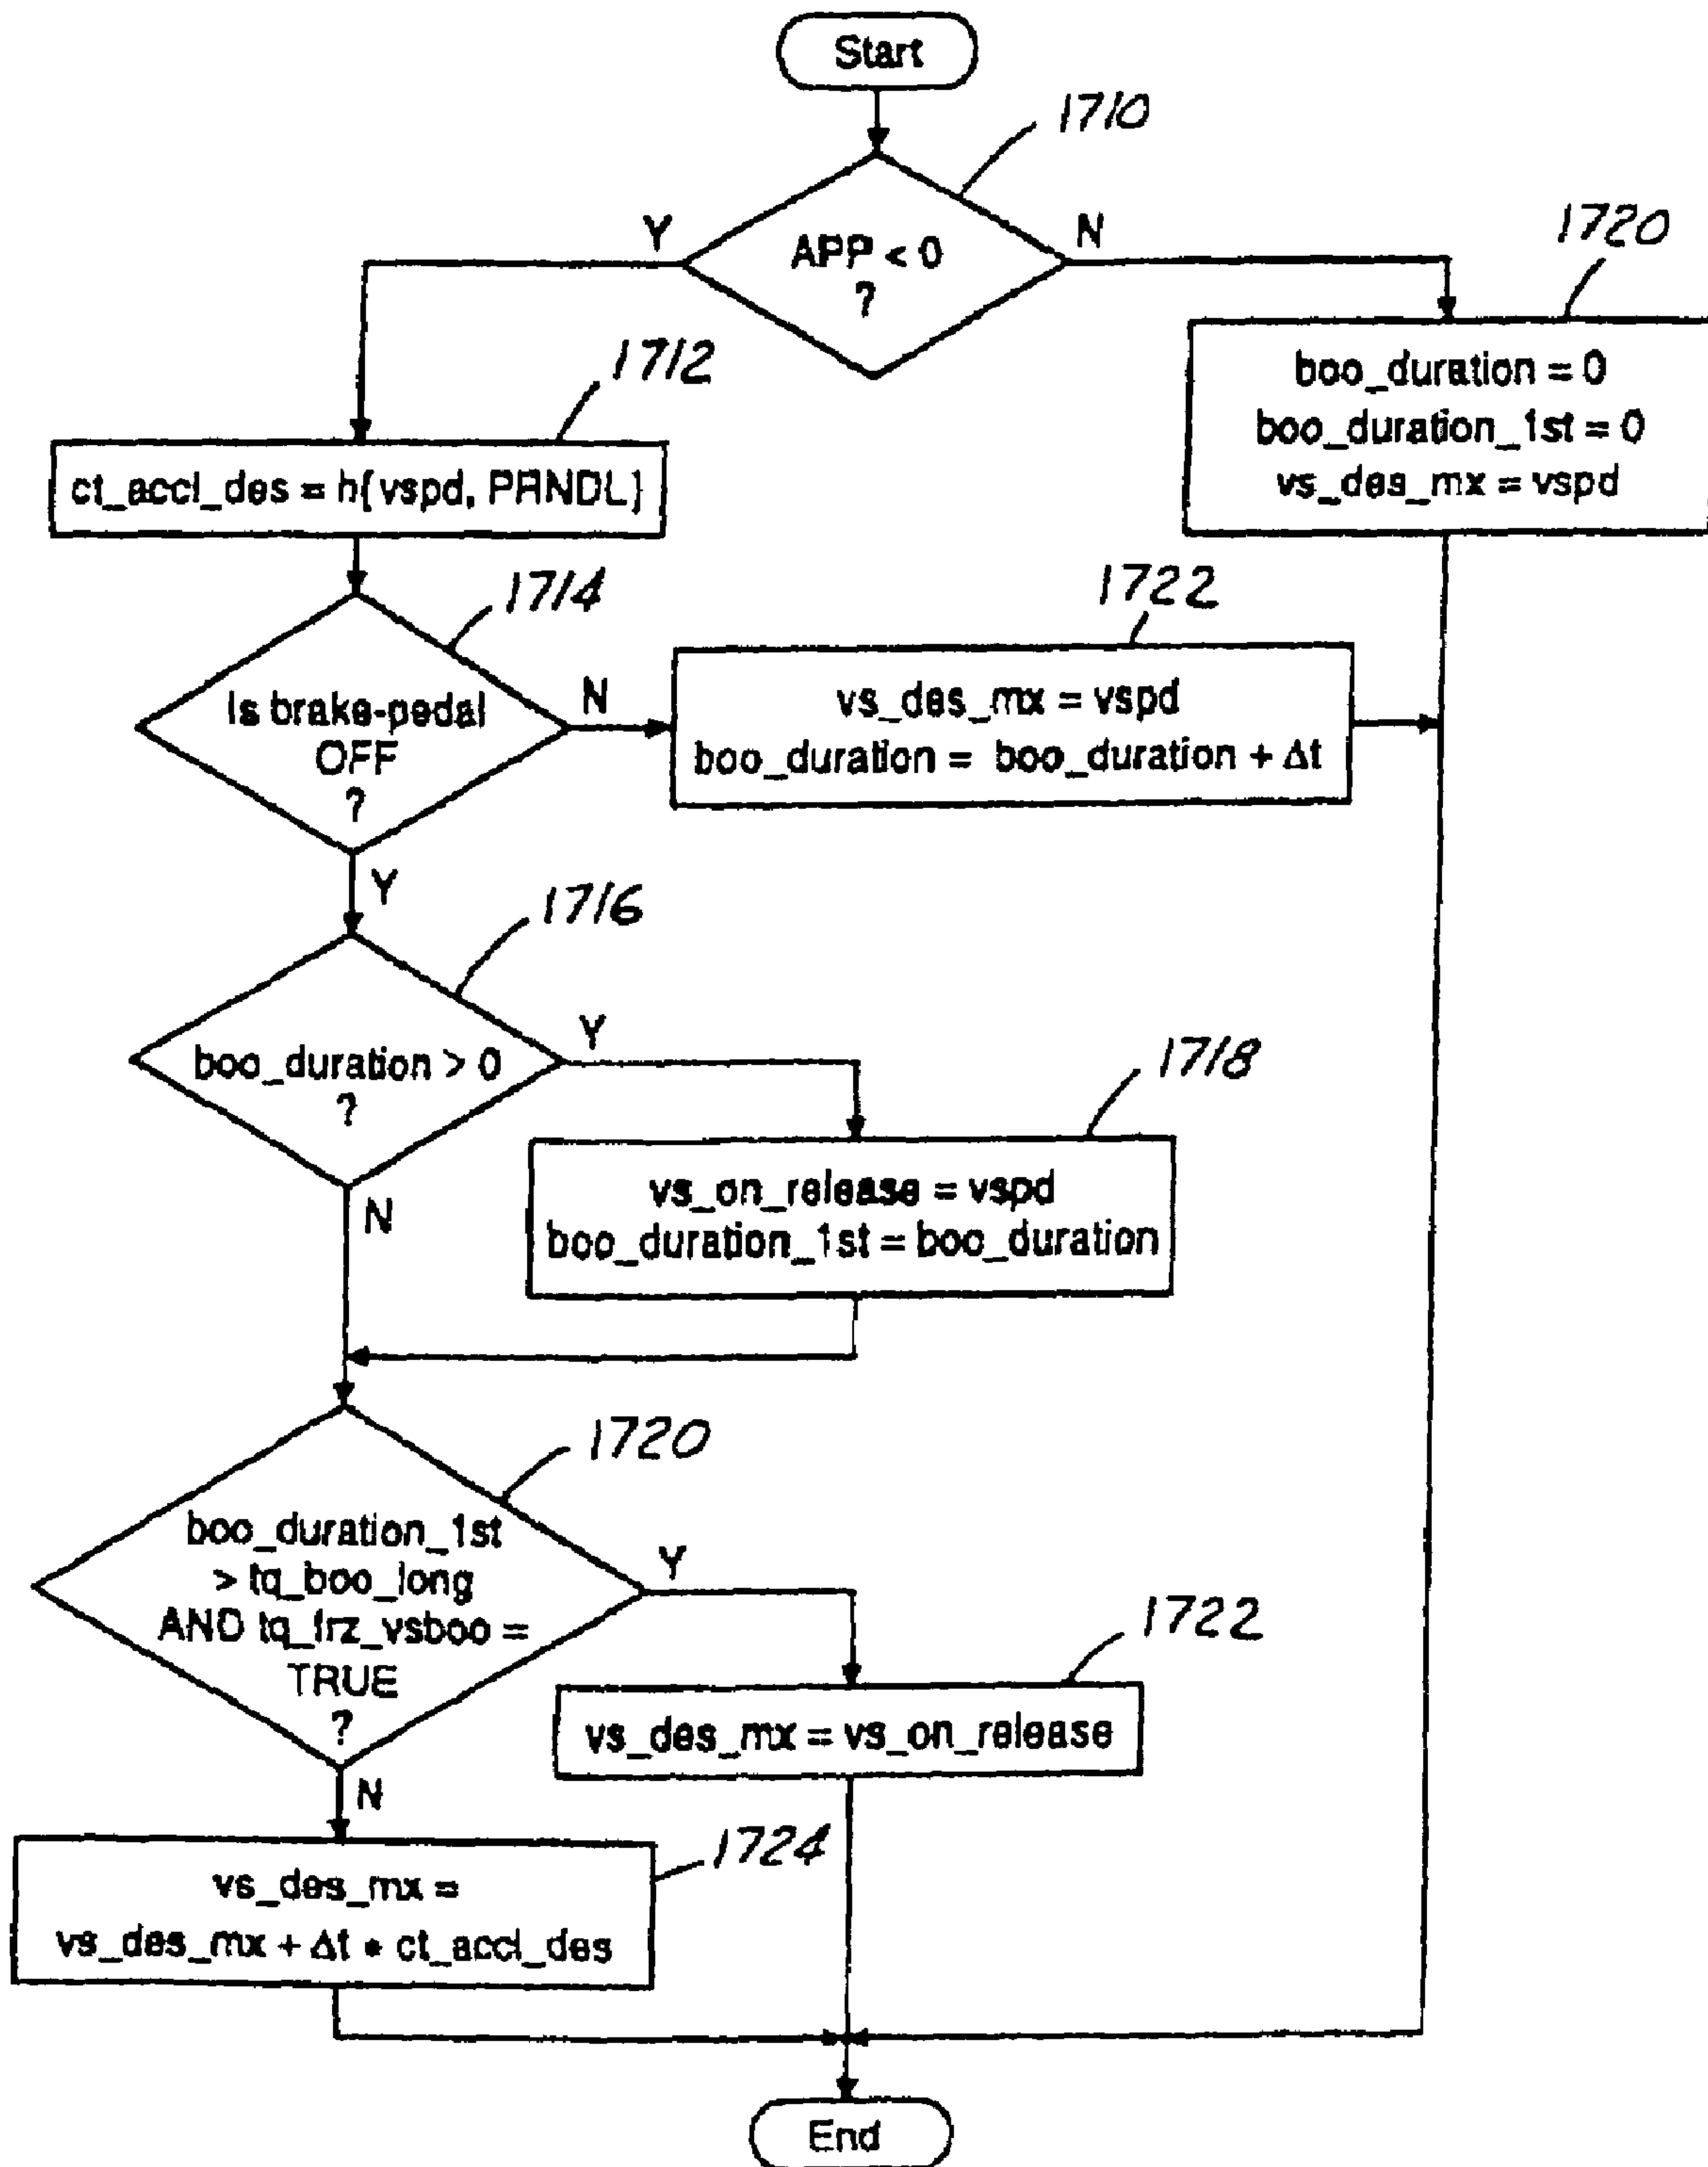 Start
1710
APP < 0
?
Y
N
1720
boo_duration = 0
boo_duration_1st = 0
vs_des_mx = vspd
1712
ct_accl_des = h[vspd, PRNDL]
1714
Is brake-pedal
OFF
?
N
Y
1722
vs_des_mx = vspd
boo_duration = boo_duration + Δt
1716
boo_duration > 0
?
Y
N
1718
vs_on_release = vspd
boo_duration_1st = boo_duration
1720
boo_duration_1st
> tq_boo_long
AND tq_frz_vsboo =
TRUE
?
Y
N
1722
vs_des_mx = vs_on_release
1724
vs_des_mx =
vs_des_mx + Δt * ct_accl_des
End